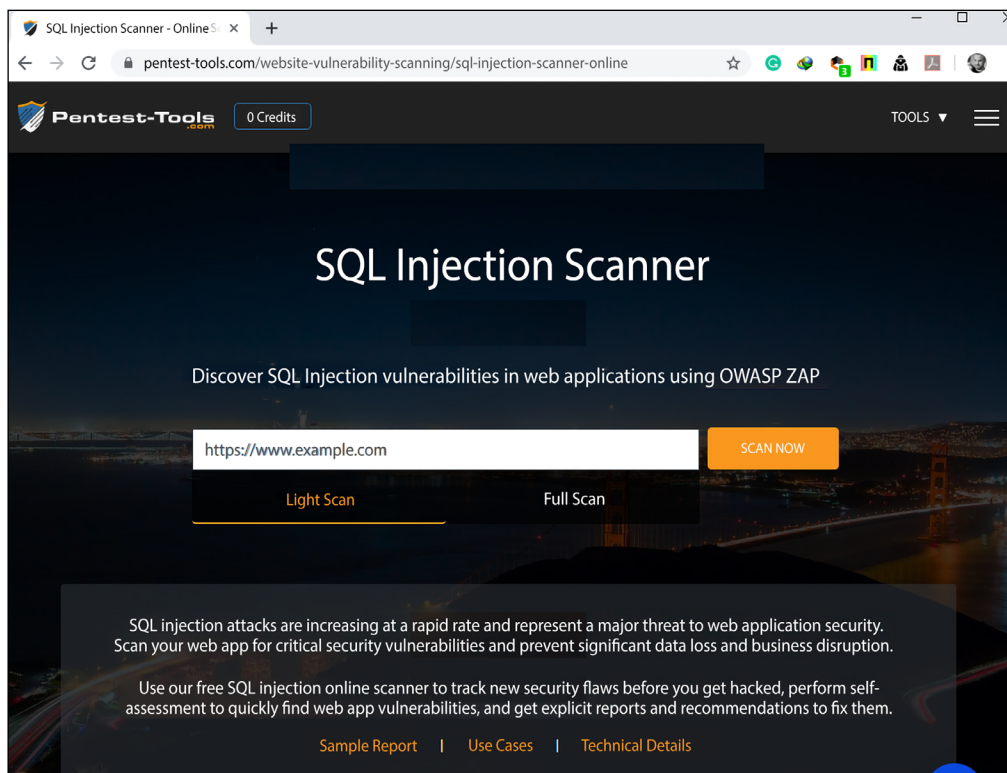 SQL Injection Scanner - Online S
pentest-tools.com/website-vulnerability-scanning/sql-injection-scanner-online
3
Pentest-Tools
.com
0 Credits
TOOLS ▼
SQL Injection Scanner
Discover SQL Injection vulnerabilities in web applications using OWASP ZAP
https://www.example.com
SCAN NOW
Light Scan
Full Scan
SQL injection attacks are increasing at a rapid rate and represent a major threat to web application security.
Scan your web app for critical security vulnerabilities and prevent significant data loss and business disruption.
Use our free SQL injection online scanner to track new security flaws before you get hacked, perform self-
assessment to quickly find web app vulnerabilities, and get explicit reports and recommendations to fix them.
Sample Report | Use Cases | Technical Details